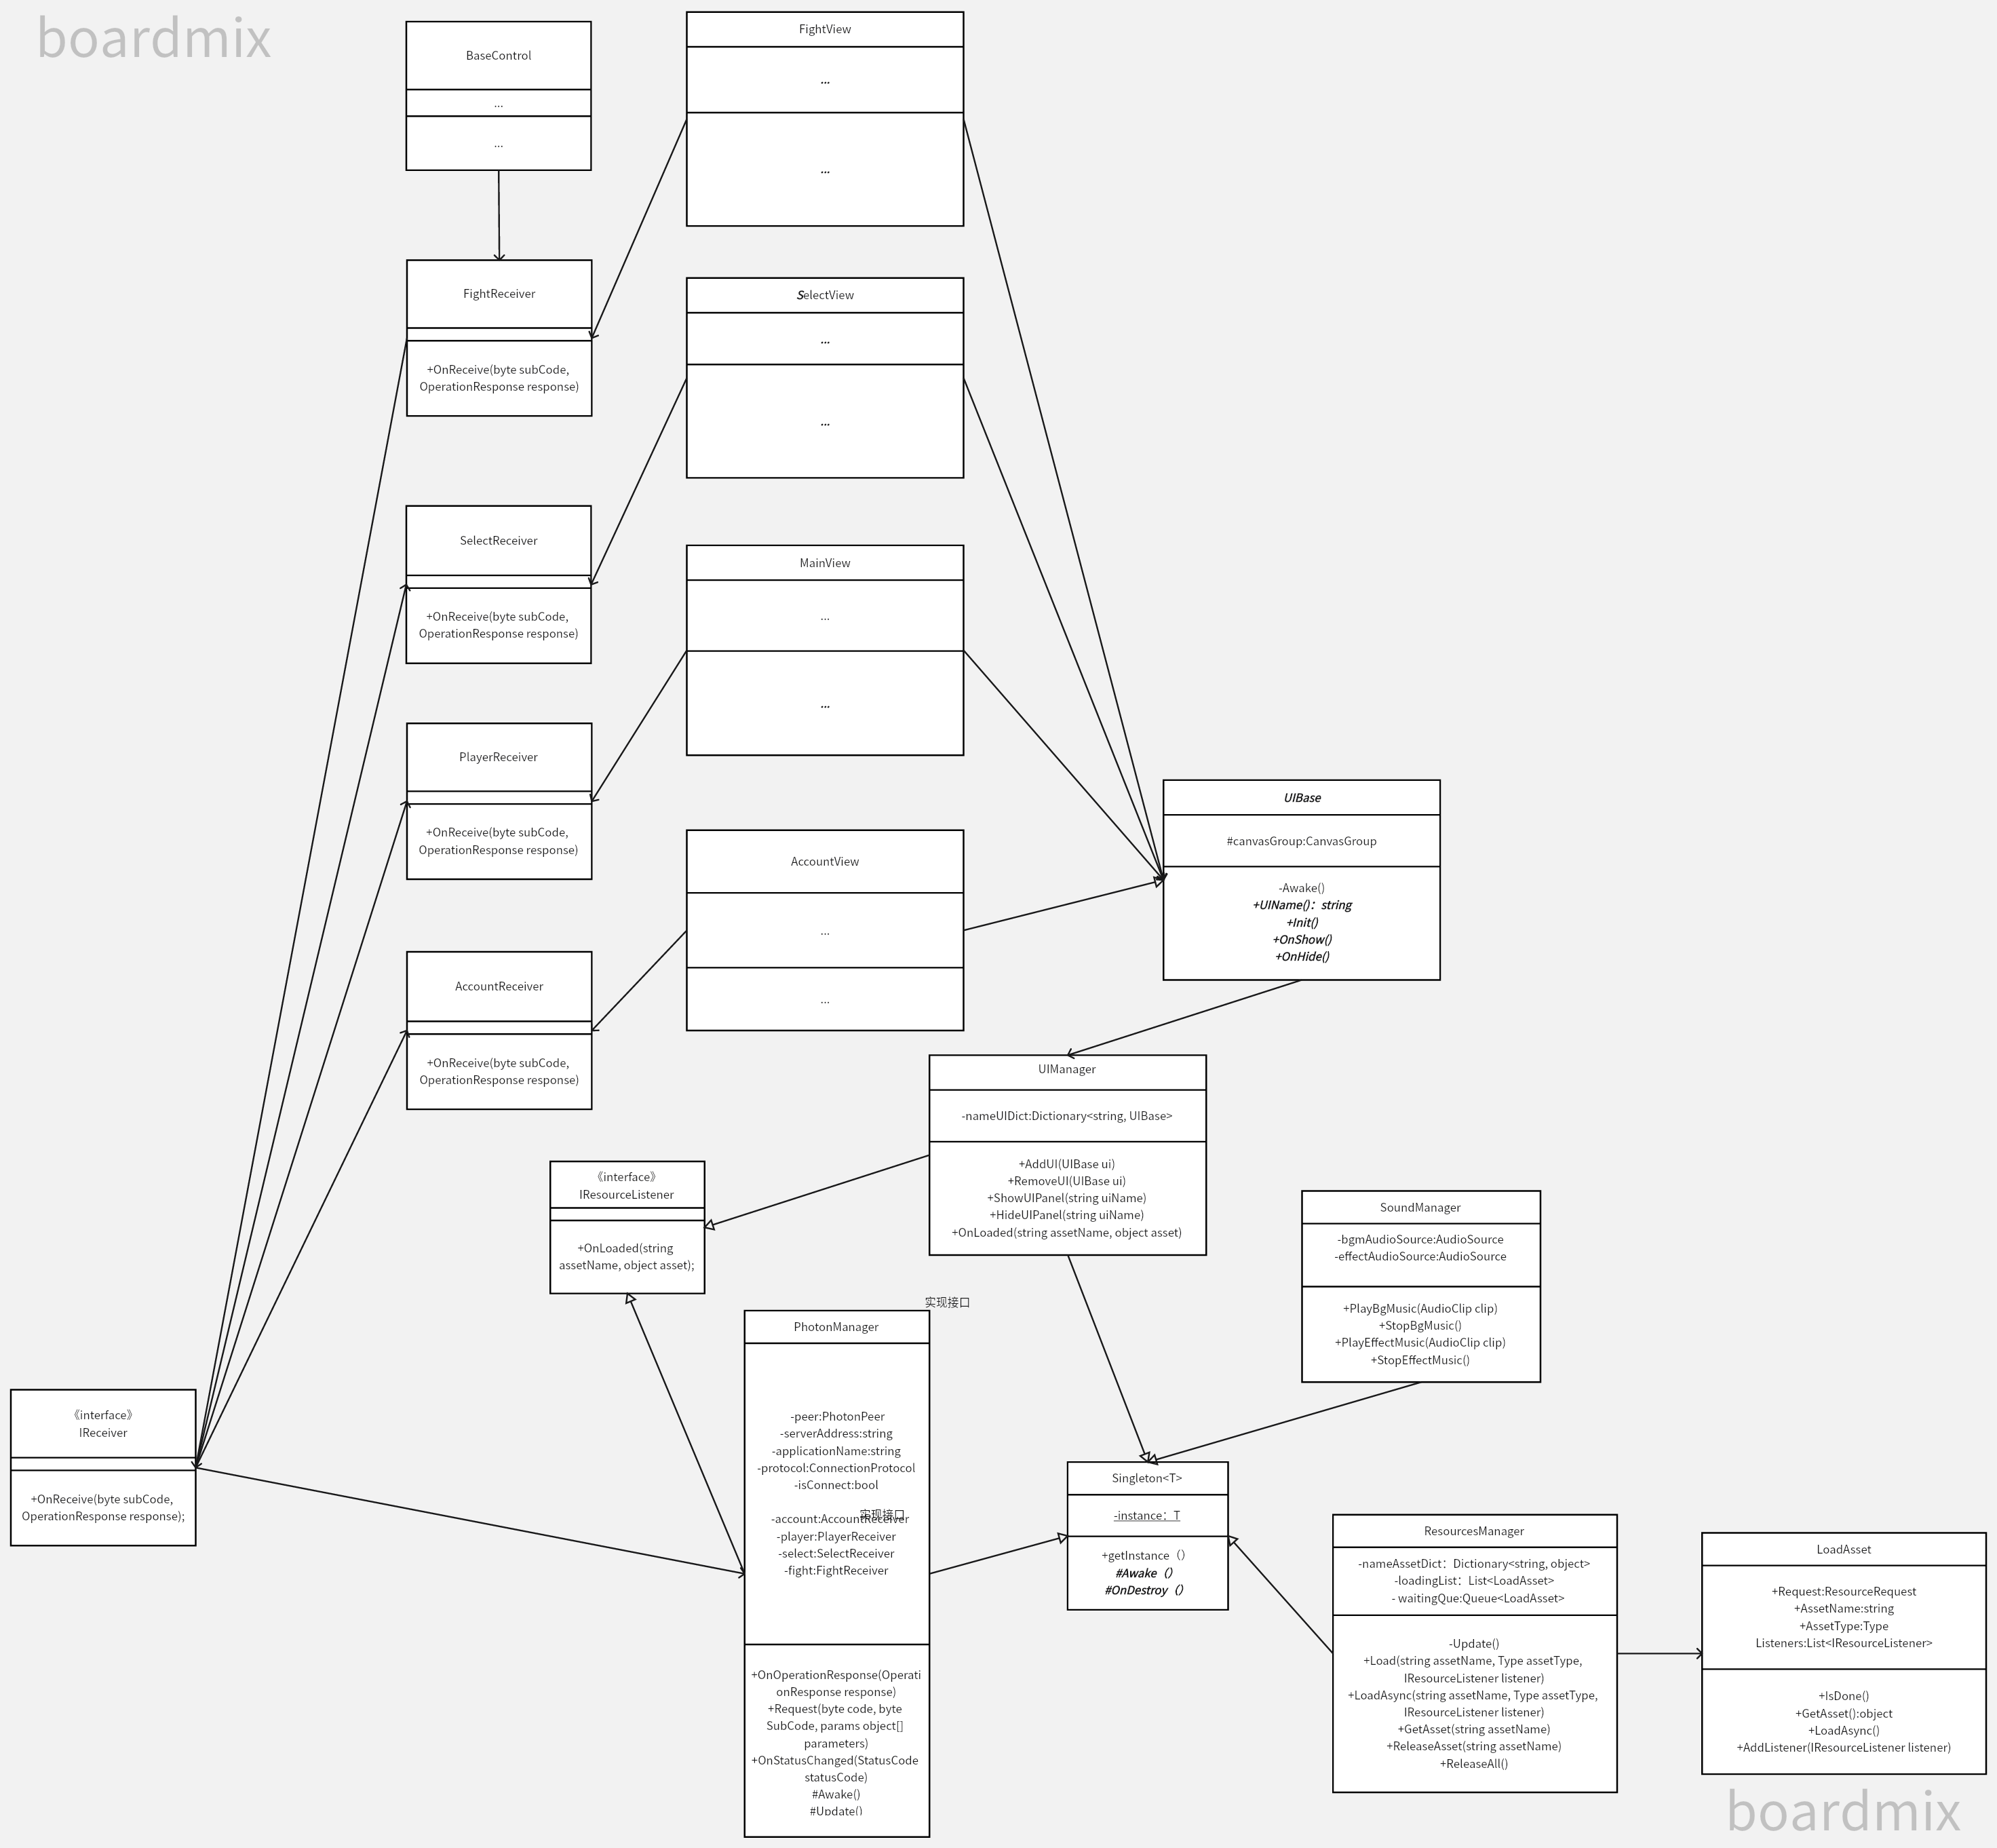 boardmix
BaseControl
...
...
FightView
...
...
FightReceiver
+OnReceive(byte subCode,
OperationResponse response)
SelectView
...
...
SelectReceiver
+OnReceive(byte subCode,
OperationResponse response)
MainView
...
...
PlayerReceiver
+OnReceive(byte subCode,
OperationResponse response)
AccountView
...
...
UIBase
#canvasGroup:CanvasGroup
-Awake()
+UIName()：string
+Init()
+OnShow()
+OnHide()
AccountReceiver
+OnReceive(byte subCode,
OperationResponse response)
UIManager
-nameUIDict:Dictionary<string, UIBase>
+AddUI(UIBase ui)
+RemoveUI(UIBase ui)
+ShowUIPanel(string uiName)
+HideUIPanel(string uiName)
+OnLoaded(string assetName, object asset)
《interface》
IResourceListener
+OnLoaded(string
assetName, object asset);
SoundManager
-bgmAudioSource:AudioSource
-effectAudioSource:AudioSource
+PlayBgMusic(AudioClip clip)
+StopBgMusic()
+PlayEffectMusic(AudioClip clip)
+StopEffectMusic()
实现接口
PhotonManager
-peer:PhotonPeer
-serverAddress:string
-applicationName:string
-protocol:ConnectionProtocol
-isConnect:bool
实现接口
-account:AccountReceiver
-player:PlayerReceiver
-select:SelectReceiver
-fight:FightReceiver
+OnOperationResponse(Operati
onResponse response)
+Request(byte code, byte
SubCode, params object[]
parameters)
+OnStatusChanged(StatusCode
statusCode)
#Awake()
#Update()
《interface》
IReceiver
+OnReceive(byte subCode,
OperationResponse response);
Singleton<T>
-instance：T
+getInstance（）
#Awake（）
#OnDestroy（）
ResourcesManager
-nameAssetDict：Dictionary<string, object>
-loadingList：List<LoadAsset>
- waitingQue:Queue<LoadAsset>
-Update()
+Load(string assetName, Type assetType,
IResourceListener listener)
+LoadAsync(string assetName, Type assetType,
IResourceListener listener)
+GetAsset(string assetName)
+ReleaseAsset(string assetName)
+ReleaseAll()
LoadAsset
+Request:ResourceRequest
+AssetName:string
+AssetType:Type
Listeners:List<IResourceListener>
+IsDone()
+GetAsset():object
+LoadAsync()
+AddListener(IResourceListener listener)
boardmix